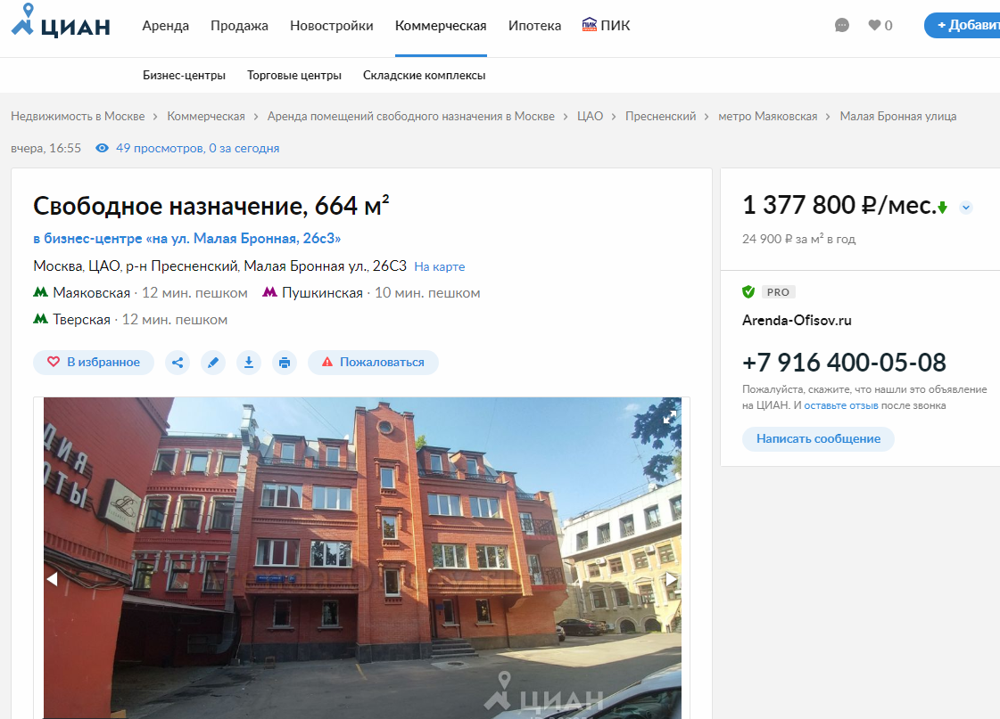 ЦИАН
Аренда Продажа Новостройки Коммерческая Ипотека ПИК ПИК 0 + Добавит
Бизнес-центры Торговые центры Складские комплексы
Недвижимость в Москве > Коммерческая > Аренда помещений свободного назначения в Москве > ЦАО > Пресненский > метро Маяковская > Малая Бронная улица
вчера, 16:55 49 просмотров, 0 за сегодня
Свободное назначение, 664 м²
в бизнес-центре «на ул. Малая Бронная, 26с3»
Москва, ЦАО, р-н Пресненский, Малая Бронная ул., 26С3 На карте
Маяковская · 12 мин. пешком Пушкинская · 10 мин. пешком
Тверская · 12 мин. пешком
В избранное
Пожаловаться
ДИЯ
ОТЫ
Arenda-Ofisov.ru
ЦИАН
1 377 800 ₽/мес.
24 900 ₽ за м² в год
PRO
Arenda-Ofisov.ru
+7 916 400-05-08
Пожалуйста, скажите, что нашли это объявление
на ЦИАН. И оставьте отзыв после звонка
Написать сообщение